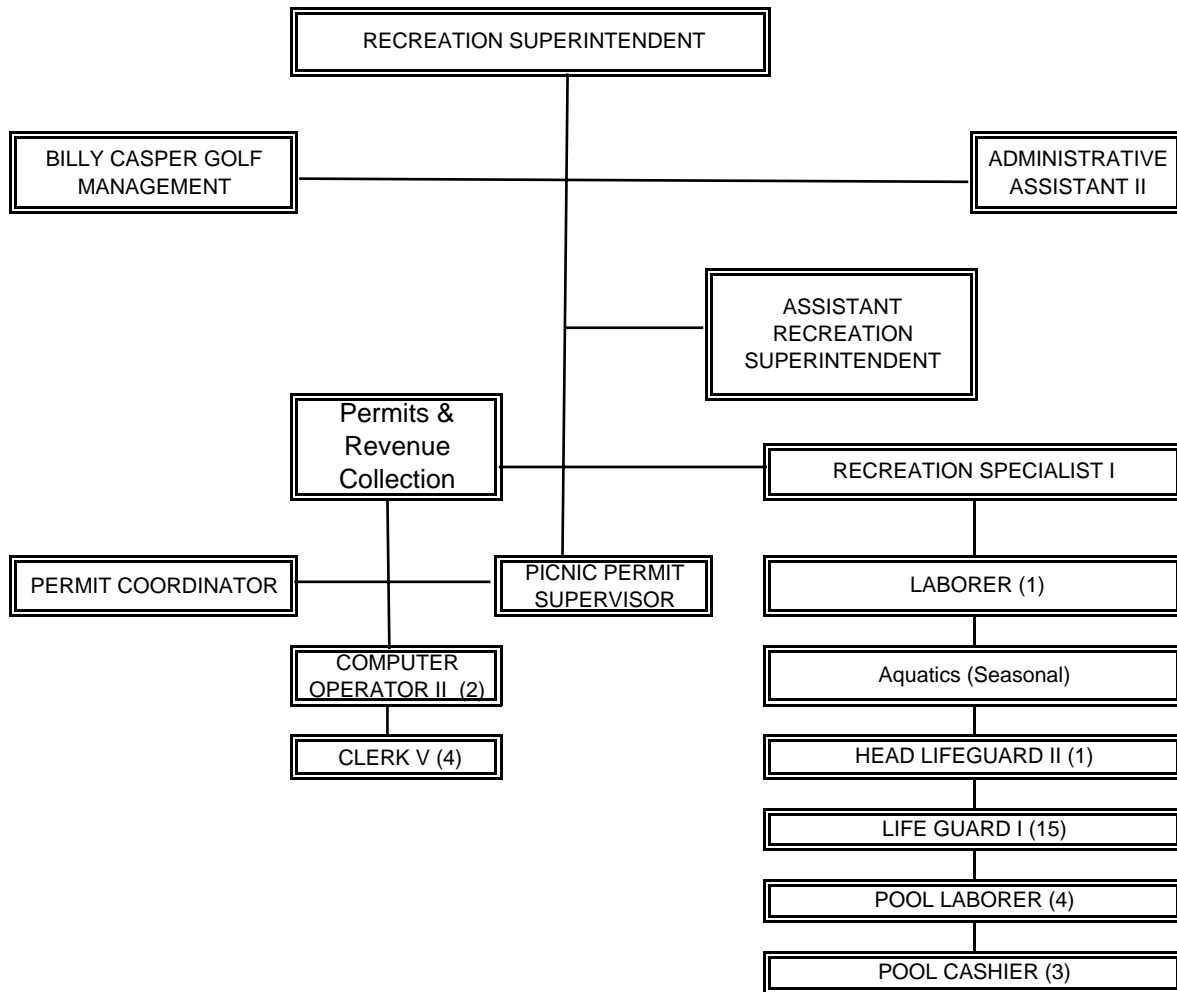 RECREATION SUPERINTENDENT
BILLY CASPER GOLF
MANAGEMENT
ADMINISTRATIVE
ASSISTANT II
ASSISTANT
RECREATION
SUPERINTENDENT
Permits &
Revenue
Collection
RECREATION SPECIALIST I
PERMIT COORDINATOR
PICNIC PERMIT
SUPERVISOR
LABORER (1)
COMPUTER
OPERATOR II (2)
Aquatics (Seasonal)
CLERK V (4)
HEAD LIFEGUARD II (1)
LIFE GUARD I (15)
POOL LABORER (4)
POOL CASHIER (3)